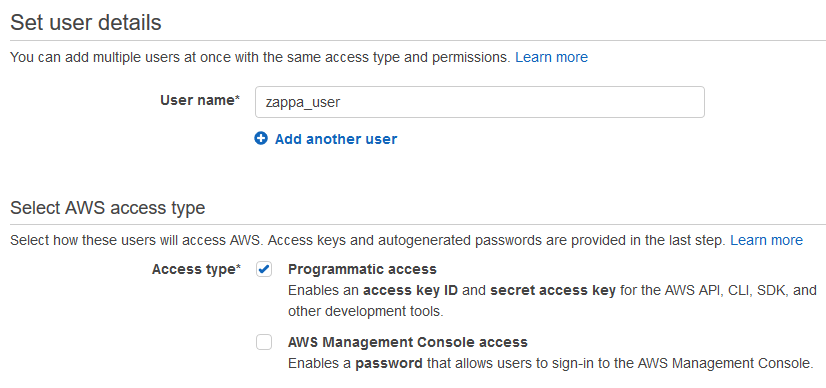 Set user details
You can add multiple users at once with the same access type and permissions. Learn more
User name* zappa_user
Add another user
Select AWS access type
Select how these users will access AWS. Access keys and autogenerated passwords are provided in the last step. Learn more
Access type* Programmatic access
Enables an access key ID and secret access key for the AWS API, CLI, SDK, and
other development tools.
AWS Management Console access
Enables a password that allows users to sign-in to the AWS Management Console.